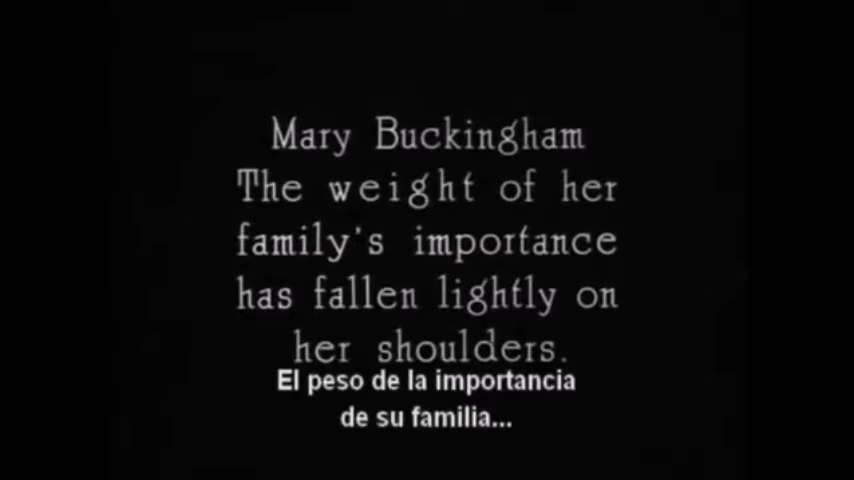 Mary Buckingham
The weight of her
family's importance
has fallen lightly on
her shoulders.
El peso de la importancia
de su familia...